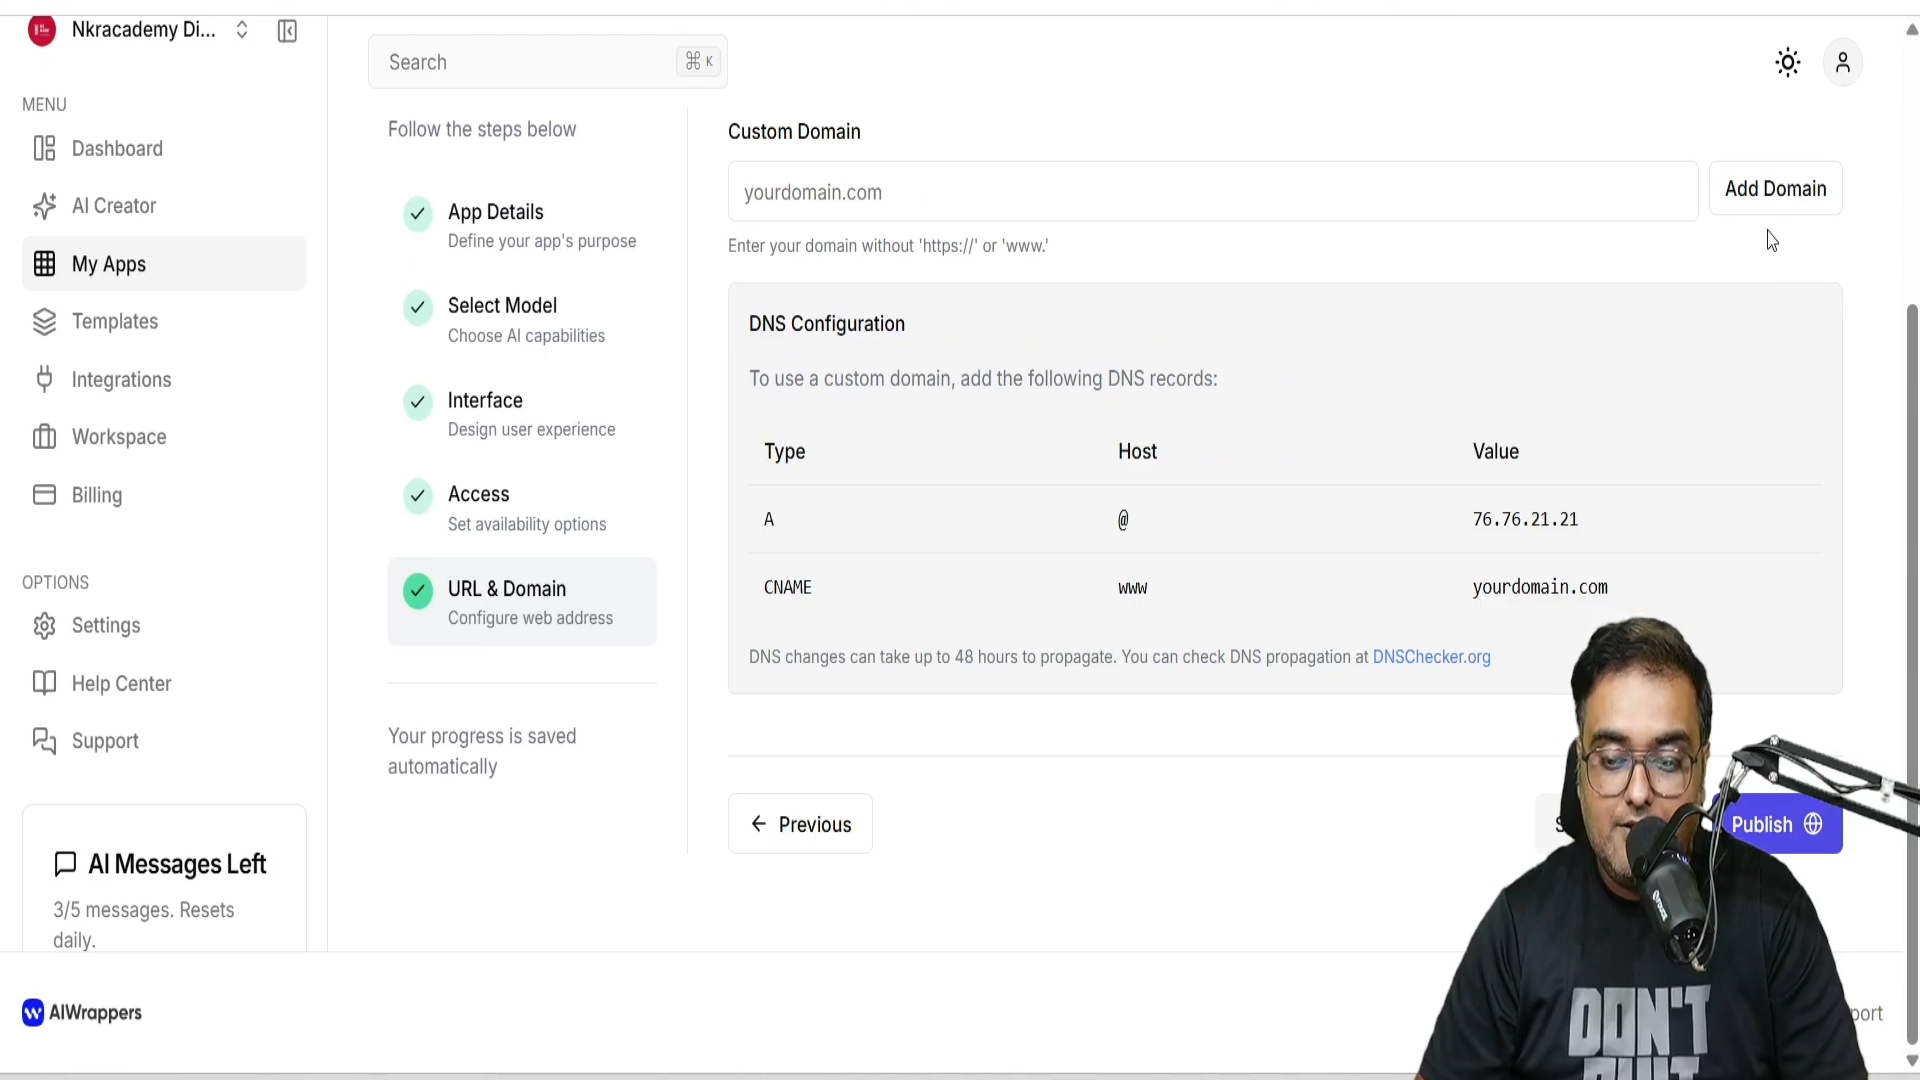 Nkracademy Di...
Search
⌘ K
MENU
Dashboard
AI Creator
My Apps
Templates
Integrations
Workspace
Billing
OPTIONS
Settings
Help Center
Support
AI Messages Left
3/5 messages. Resets
daily.
AIWrappers
Follow the steps below
App Details
Define your app's purpose
Select Model
Choose AI capabilities
Interface
Design user experience
Access
Set availability options
URL & Domain
Configure web address
Your progress is saved
automatically
Custom Domain
yourdomain.com
Add Domain
Enter your domain without 'https://' or 'www.'
DNS Configuration
To use a custom domain, add the following DNS records:
Type Host Value
A @ 76.76.21.21
CNAME www yourdomain.com
DNS changes can take up to 48 hours to propagate. You can check DNS propagation at DNSChecker.org
Previous
Publish
DON'T